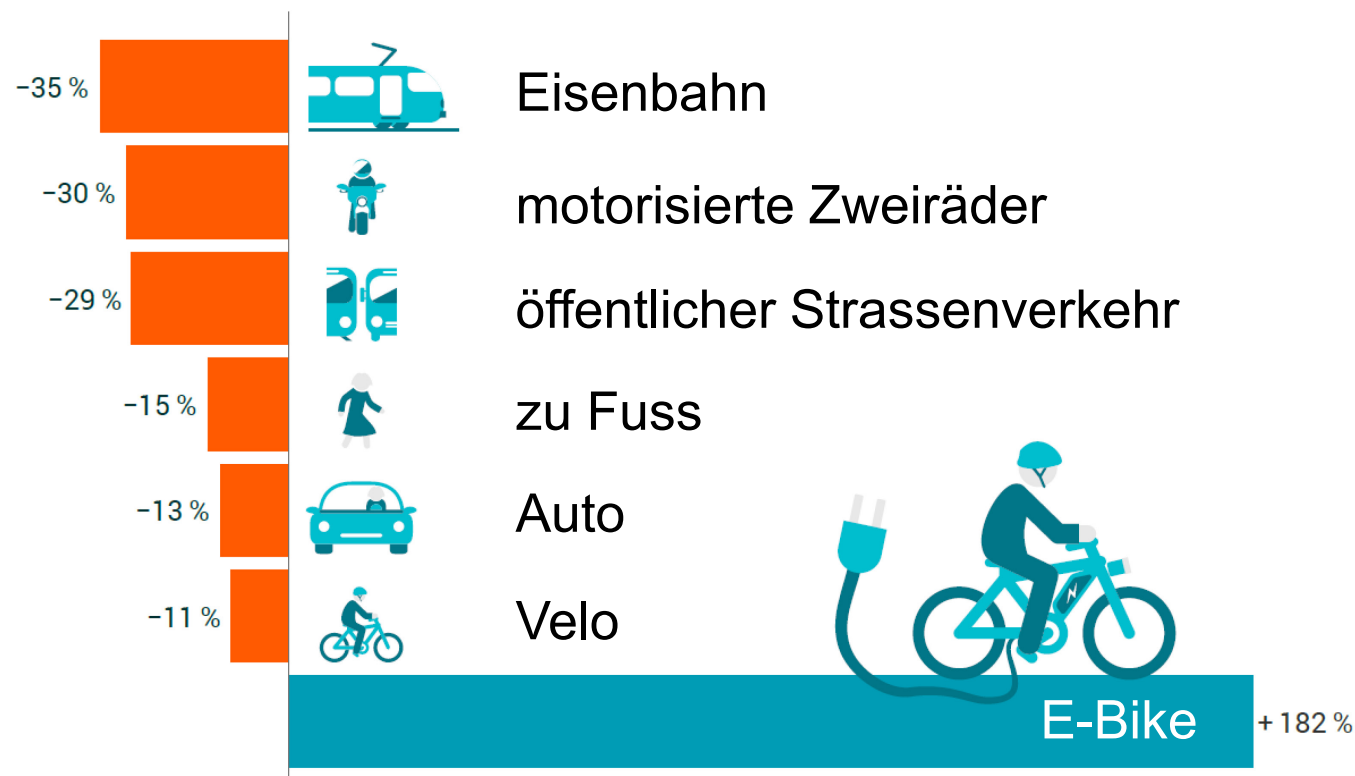 −35 %
Eisenbahn
−30 %
motorisierte Zweiräder
−29 %
öffentlicher Strassenverkehr
−15 %
zu Fuss
−13 %
Auto
−11 %
Velo
E-Bike
+ 182 %